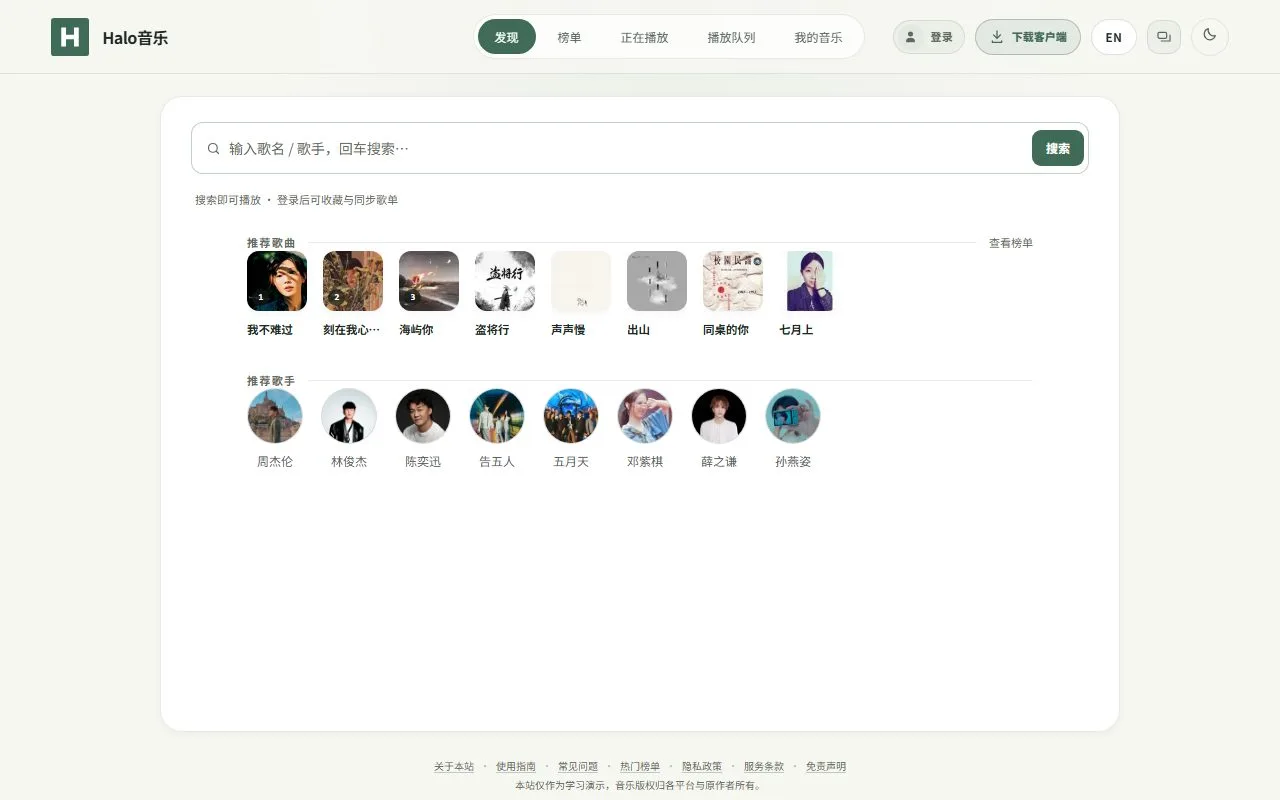 H Halo音乐
发现 榜单 正在播放 播放队列 我的音乐
登录 下载客户端 EN
输入歌名 / 歌手，回车搜索…
搜索
搜索即可播放 · 登录后可收藏与同步歌单
推荐歌曲 查看榜单
1 2 3 盗将行 校園民謠
我不难过 刻在我心… 海屿你 盗将行 声声慢 出山 同桌的你 七月上
推荐歌手
周杰伦 林俊杰 陈奕迅 告五人 五月天 邓紫棋 薛之谦 孙燕姿
关于本站 · 使用指南 · 常见问题 · 热门榜单 · 隐私政策 · 服务条款 · 免责声明
本站仅作为学习演示，音乐版权归各平台与原作者所有。